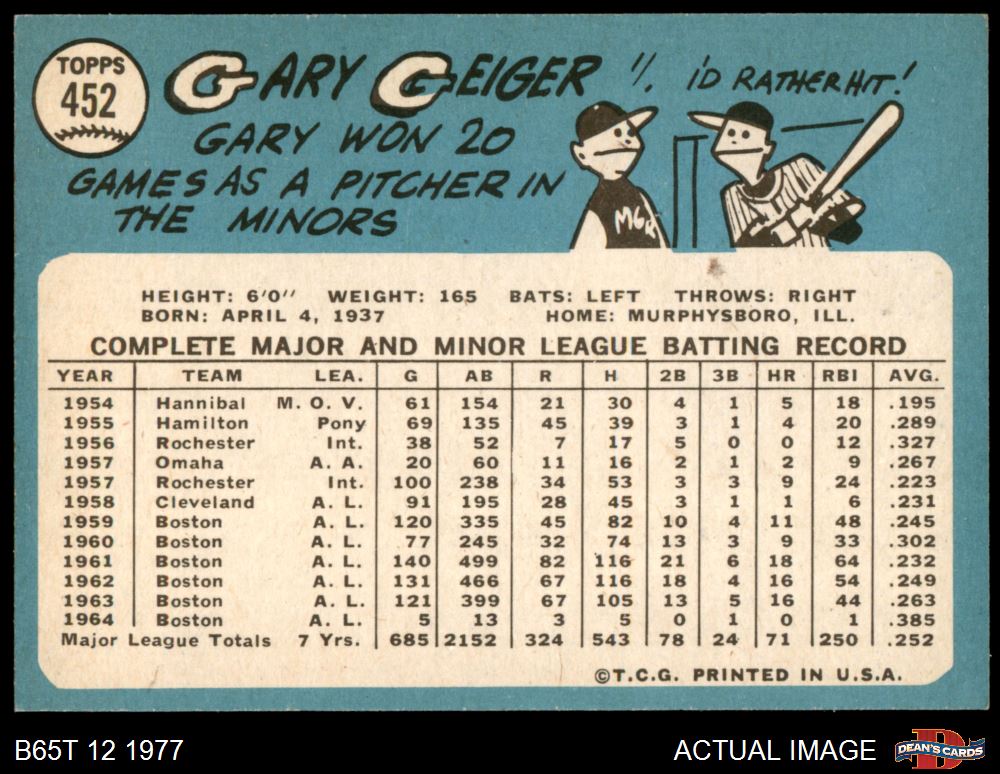 TOPPS
452
GARY GEIGER
GARY WON 20
GAMES AS A PITCHER IN
THE MINORS
I'D RATHER HIT!
MGR
HEIGHT: 6'0" WEIGHT: 165 BATS: LEFT THROWS: RIGHT
BORN: APRIL 4, 1937 HOME: MURPHYSBORO, ILL.
COMPLETE MAJOR AND MINOR LEAGUE BATTING RECORD
YEAR TEAM LEA. G AB R H 2B 3B HR RBI AVG.
1954 Hannibal M. O. V. 61 154 21 30 4 1 5 18 .195
1955 Hamilton Pony 69 135 45 39 3 1 4 20 .289
1956 Rochester Int. 38 52 7 17 5 0 0 12 .327
1957 Omaha A. A. 20 60 11 16 2 1 2 9 .267
1957 Rochester Int. 100 238 34 53 3 3 9 24 .223
1958 Cleveland A. L. 91 195 28 45 3 1 1 6 .231
1959 Boston A. L. 120 335 45 82 10 4 11 48 .245
1960 Boston A. L. 77 245 32 74 13 3 9 33 .302
1961 Boston A. L. 140 499 82 116 21 6 18 64 .232
1962 Boston A. L. 131 466 67 116 18 4 16 54 .249
1963 Boston A. L. 121 399 67 105 13 5 16 44 .263
1964 Boston A. L. 5 13 3 5 0 1 0 1 .385
Major League Totals 7 Yrs. 685 2152 324 543 78 24 71 250 .252
©T.C.G. PRINTED IN U.S.A.
B65T 12 1977
ACTUAL IMAGE
DEAN'S CARDS